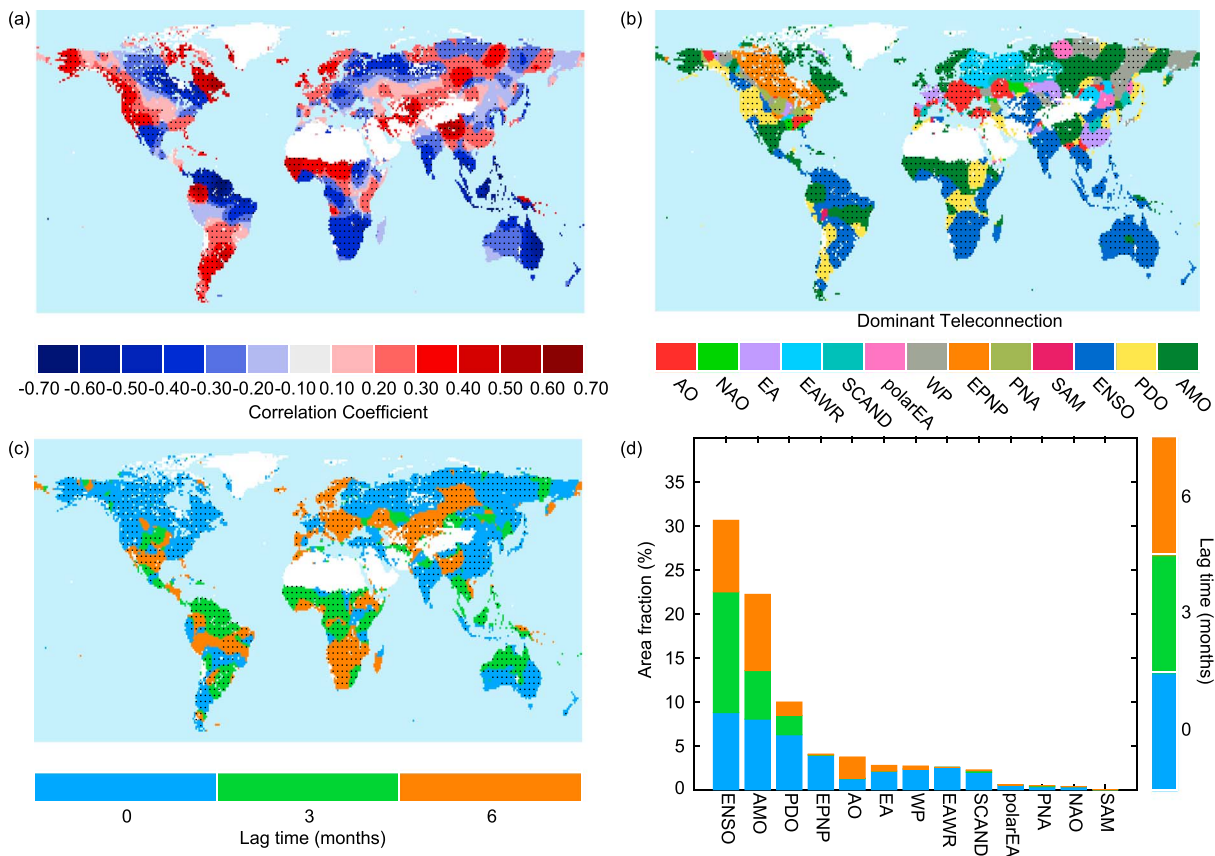 (a)
-0.70 -0.60 -0.50 -0.40 -0.30 -0.20 -0.10 0.10 0.20 0.30 0.40 0.50 0.60 0.70
Correlation Coefficient
(b)
Dominant Teleconnection
AO NAO EA EAWR SCAND polarEA WP EPNP PNA SAM ENSO PDO AMO
(c)
0 3 6
Lag time (months)
(d)
35
30
25
20
15
10
5
0
Area fraction (%)
ENSO AMO PDO EPNP AO EA WP EAWR SCAND polarEA PNA NAO SAM
6
3
0
Lag time (months)